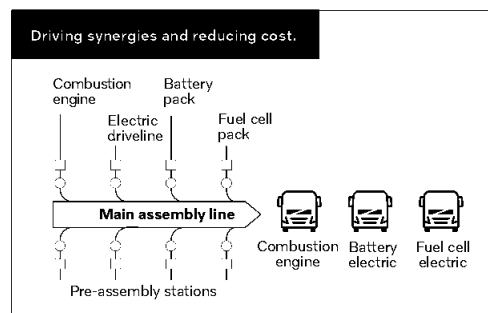 Driving synergies and reducing cost.
Combustion
engine
Battery
pack
Electric
driveline
Fuel cell
pack
Main assembly line
Combustion
engine
Battery
electric
Fuel cell
electric
Pre-assembly stations